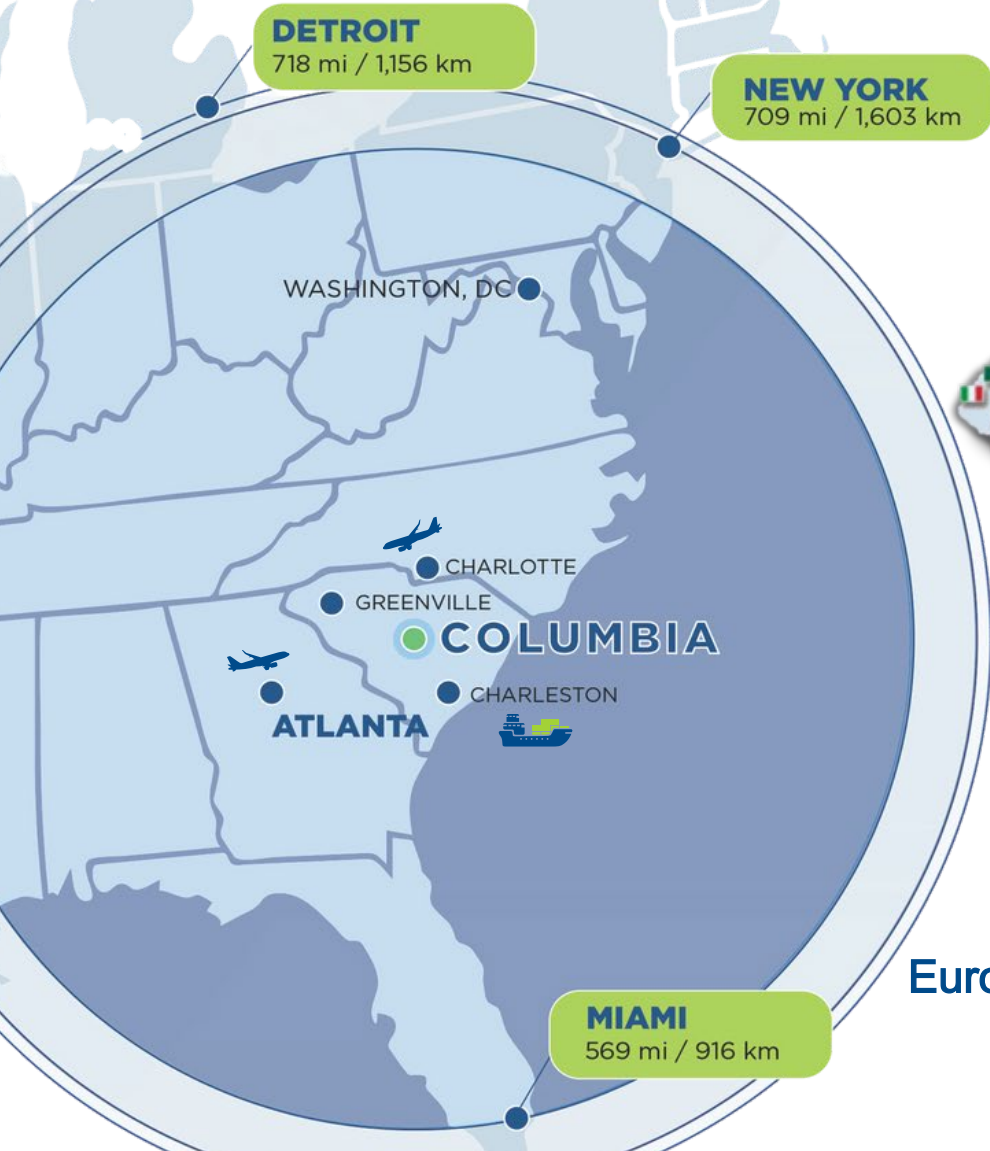 DETROIT
718 mi / 1,156 km
NEW YORK
709 mi / 1,603 km
WASHINGTON, DC
CHARLOTTE
GREENVILLE
COLUMBIA
CHARLESTON
ATLANTA
Euro
MIAMI
569 mi / 916 km